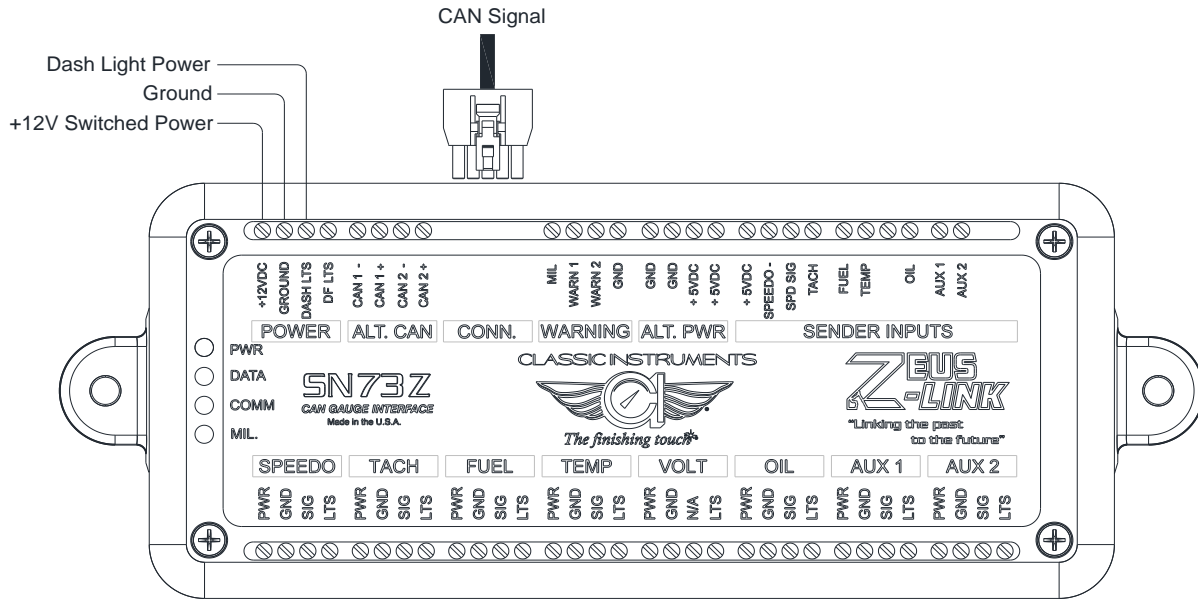 CAN Signal
Dash Light Power
Ground
+12V Switched Power
+12VDC
GROUND
DASH LTS
DF LTS
CAN 1 -
CAN 1 +
CAN 2 -
CAN 2 +
MIL
WARN 1
WARN 2
GND
GND
GND
+ 5VDC
+ 5VDC
+ 5VDC
SPEEDO -
SPD SIG
TACH
FUEL
TEMP
OIL
AUX 1
AUX 2
POWER ALT. CAN CONN. WARNING ALT. PWR SENDER INPUTS
PWR
DATA
COMM
MIL.
SN73Z
CAN GAUGE INTERFACE
Made in the U.S.A.
CLASSIC INSTRUMENTS
The finishing touch
ZEUS
-LINK
"Linking the past
to the future"
SPEEDO TACH FUEL TEMP VOLT OIL AUX 1 AUX 2
PWR GND SIG LTS PWR GND SIG LTS PWR GND SIG LTS PWR GND SIG LTS PWR GND N/A LTS PWR GND SIG LTS PWR GND SIG LTS PWR GND SIG LTS